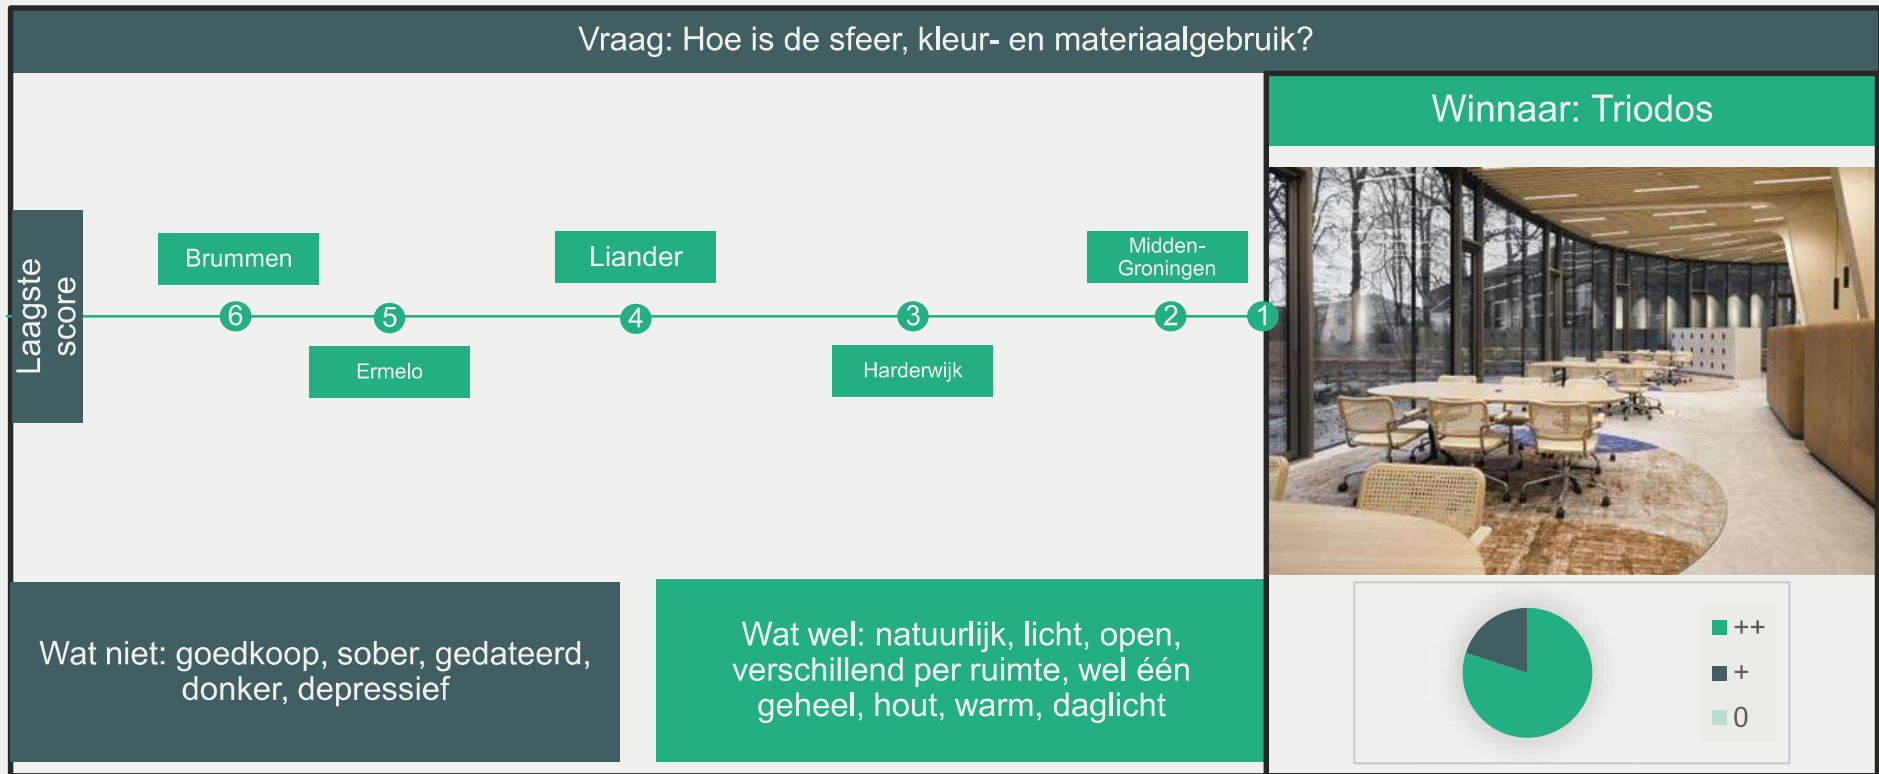 Vraag: Hoe is de sfeer, kleur- en materiaalgebruik?
Winnaar: Triodos
Laagste
score
Brummen
Liander
Midden-
Groningen
6
5
4
3
2
1
Ermelo
Harderwijk
Wat niet: goedkoop, sober, gedateerd,
donker, depressief
Wat wel: natuurlijk, licht, open,
verschillend per ruimte, wel één
geheel, hout, warm, daglicht
++
+
0